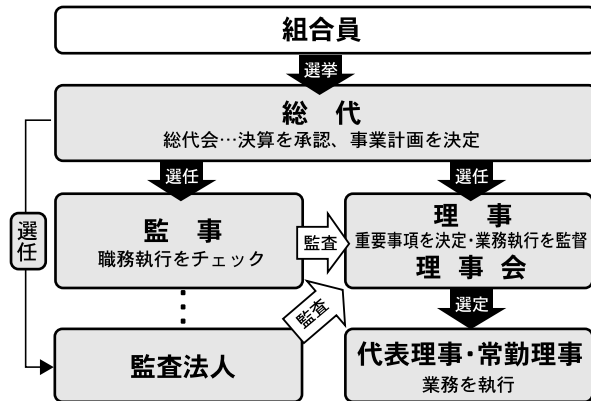 組合員
選挙
総代
総代会…決算を承認、事業計画を決定
選任
選任
選任
監事
職務執行をチェック
監査
理事
重要事項を決定・業務執行を監督
理事会
監査
選定
監査法人
代表理事・常勤理事
業務を執行